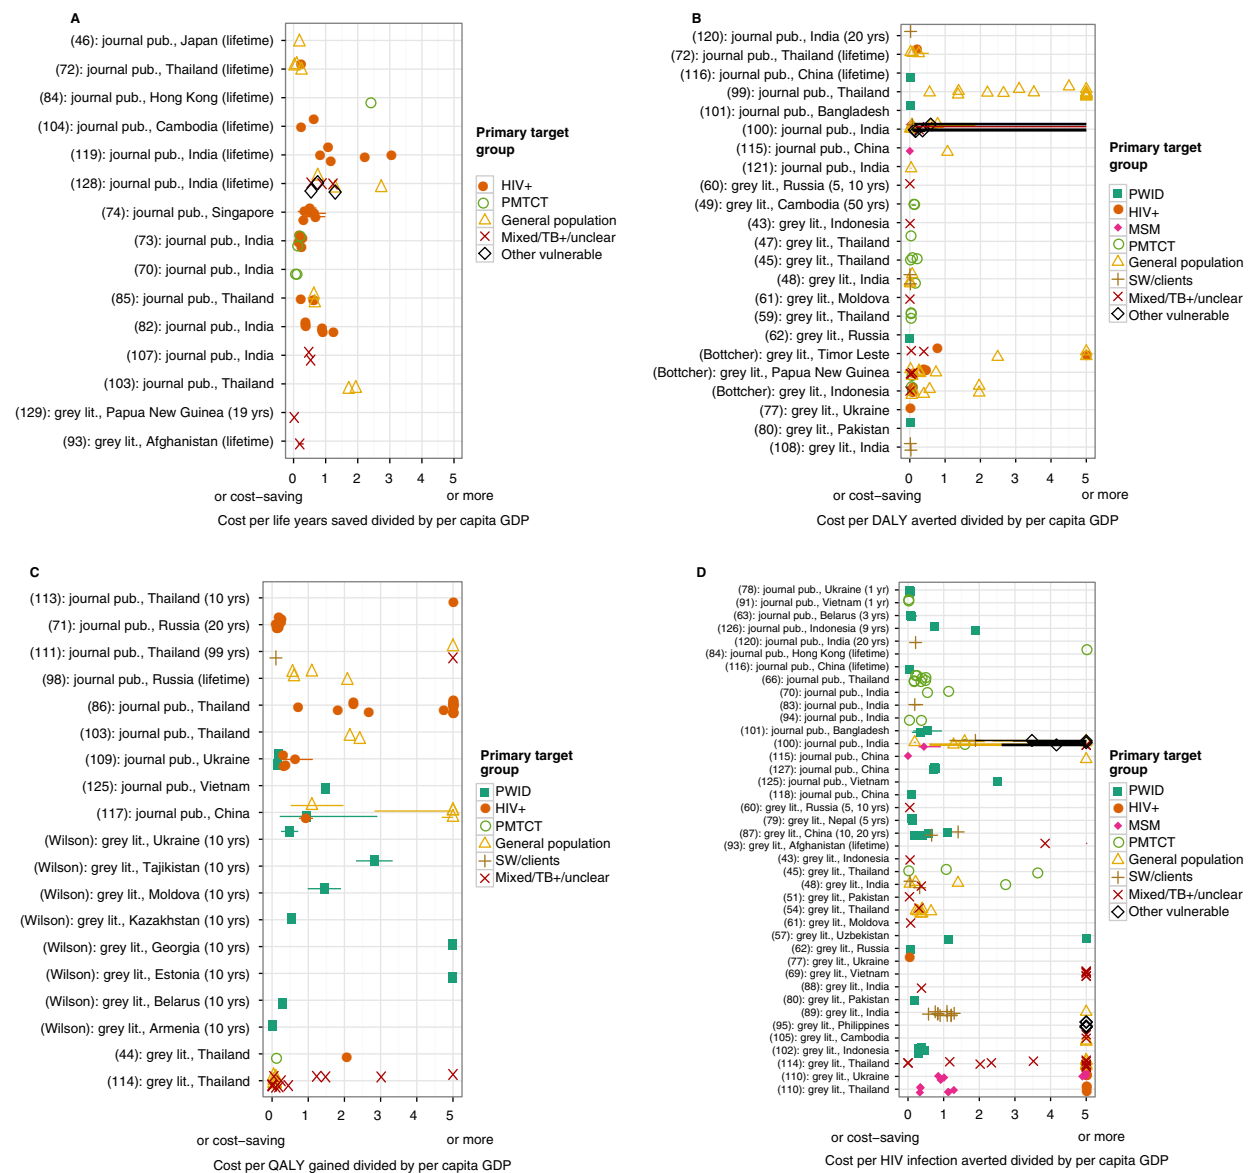 A
(46): journal pub., Japan (lifetime)
(72): journal pub., Thailand (lifetime)
(84): journal pub., Hong Kong (lifetime)
(104): journal pub., Cambodia (lifetime)
(119): journal pub., India (lifetime)
(128): journal pub., India (lifetime)
(74): journal pub., Singapore
(73): journal pub., India
(70): journal pub., India
(85): journal pub., Thailand
(82): journal pub., India
(107): journal pub., India
(103): journal pub., Thailand
(129): grey lit., Papua New Guinea (19 yrs)
(93): grey lit., Afghanistan (lifetime)
0 1 2 3 4 5
or cost–saving or more
Cost per life years saved divided by per capita GDP
Primary target
group
HIV+
PMTCT
General population
Mixed/TB+/unclear
Other vulnerable
B
(120): journal pub., India (20 yrs)
(72): journal pub., Thailand (lifetime)
(116): journal pub., China (lifetime)
(99): journal pub., Thailand
(101): journal pub., Bangladesh
(100): journal pub., India
(115): journal pub., China
(121): journal pub., India
(60): grey lit., Russia (5, 10 yrs)
(49): grey lit., Cambodia (50 yrs)
(43): grey lit., Indonesia
(47): grey lit., Thailand
(45): grey lit., Thailand
(48): grey lit., India
(61): grey lit., Moldova
(59): grey lit., Thailand
(62): grey lit., Russia
(Bottcher): grey lit., Timor Leste
(Bottcher): grey lit., Papua New Guinea
(Bottcher): grey lit., Indonesia
(77): grey lit., Ukraine
(80): grey lit., Pakistan
(108): grey lit., India
0 1 2 3 4 5
or cost–saving or more
Cost per DALY averted divided by per capita GDP
Primary target
group
PWID
HIV+
MSM
PMTCT
General population
SW/clients
Mixed/TB+/unclear
Other vulnerable
C
(113): journal pub., Thailand (10 yrs)
(71): journal pub., Russia (20 yrs)
(111): journal pub., Thailand (99 yrs)
(98): journal pub., Russia (lifetime)
(86): journal pub., Thailand
(103): journal pub., Thailand
(109): journal pub., Ukraine
(125): journal pub., Vietnam
(117): journal pub., China
(Wilson): grey lit., Ukraine (10 yrs)
(Wilson): grey lit., Tajikistan (10 yrs)
(Wilson): grey lit., Moldova (10 yrs)
(Wilson): grey lit., Kazakhstan (10 yrs)
(Wilson): grey lit., Georgia (10 yrs)
(Wilson): grey lit., Estonia (10 yrs)
(Wilson): grey lit., Belarus (10 yrs)
(Wilson): grey lit., Armenia (10 yrs)
(44): grey lit., Thailand
(114): grey lit., Thailand
0 1 2 3 4 5
or cost–saving or more
Cost per QALY gained divided by per capita GDP
Primary target
group
PWID
HIV+
PMTCT
General population
SW/clients
Mixed/TB+/unclear
D
(78): journal pub., Ukraine (1 yr)
(91): journal pub., Vietnam (1 yr)
(63): journal pub., Belarus (3 yrs)
(126): journal pub., Indonesia (9 yrs)
(120): journal pub., India (20 yrs)
(84): journal pub., Hong Kong (lifetime)
(116): journal pub., China (lifetime)
(66): journal pub., Thailand
(70): journal pub., India
(83): journal pub., India
(94): journal pub., India
(101): journal pub., Bangladesh
(100): journal pub., India
(115): journal pub., China
(127): journal pub., China
(125): journal pub., Vietnam
(118): journal pub., China
(60): grey lit., Russia (5, 10 yrs)
(79): grey lit., Nepal (5 yrs)
(87): grey lit., China (10, 20 yrs)
(93): grey lit., Afghanistan (lifetime)
(43): grey lit., Indonesia
(45): grey lit., Thailand
(48): grey lit., India
(51): grey lit., Pakistan
(54): grey lit., Thailand
(61): grey lit., Moldova
(57): grey lit., Uzbekistan
(62): grey lit., Russia
(77): grey lit., Ukraine
(69): grey lit., Vietnam
(88): grey lit., India
(80): grey lit., Pakistan
(89): grey lit., India
(95): grey lit., Philippines
(105): grey lit., Cambodia
(102): grey lit., Indonesia
(114): grey lit., Thailand
(110): grey lit., Ukraine
(110): grey lit., Thailand
0 1 2 3 4 5
or cost–saving or more
Cost per HIV infection averted divided by per capita GDP
Primary target
group
PWID
HIV+
MSM
PMTCT
General population
SW/clients
Mixed/TB+/unclear
Other vulnerable